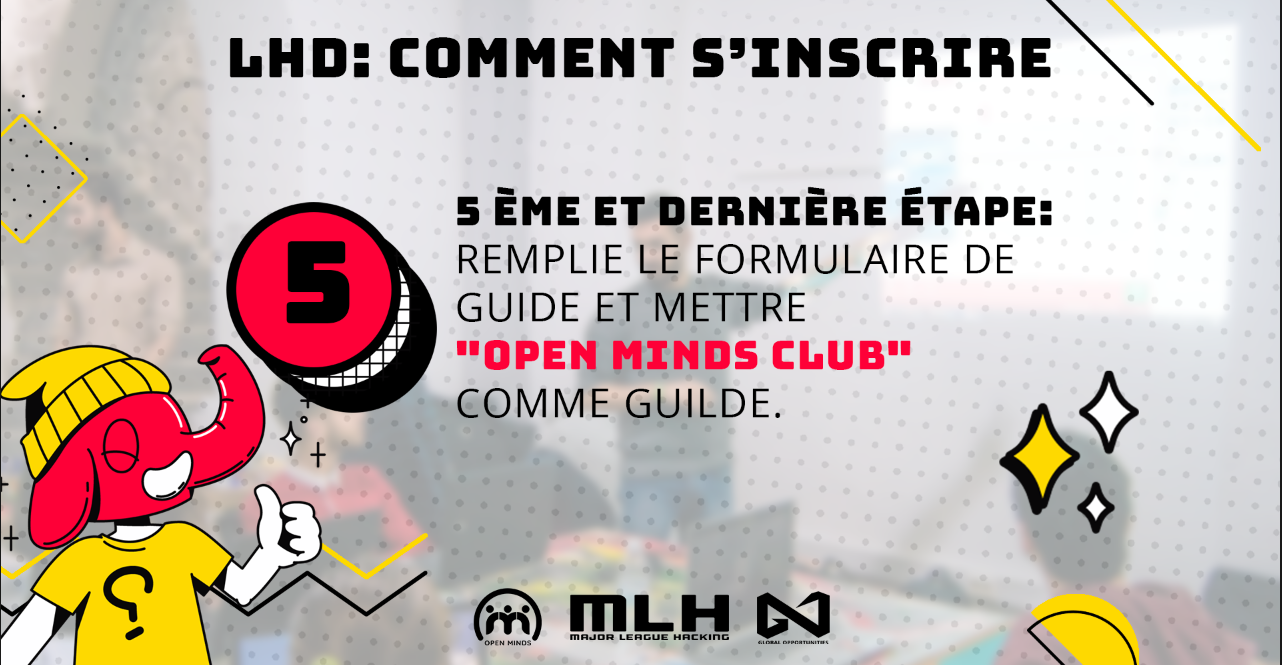 LHD: COMMENT S'INSCRIRE
5
5 ÈME ET DERNIÈRE ÉTAPE:
REMPLIE LE FORMULAIRE DE
GUIDE ET METTRE
"OPEN MINDS CLUB"
COMME GUILDE.
?
OPEN MINDS
MLH
MAJOR LEAGUE HACKING
GLOBAL OPPORTUNITIES